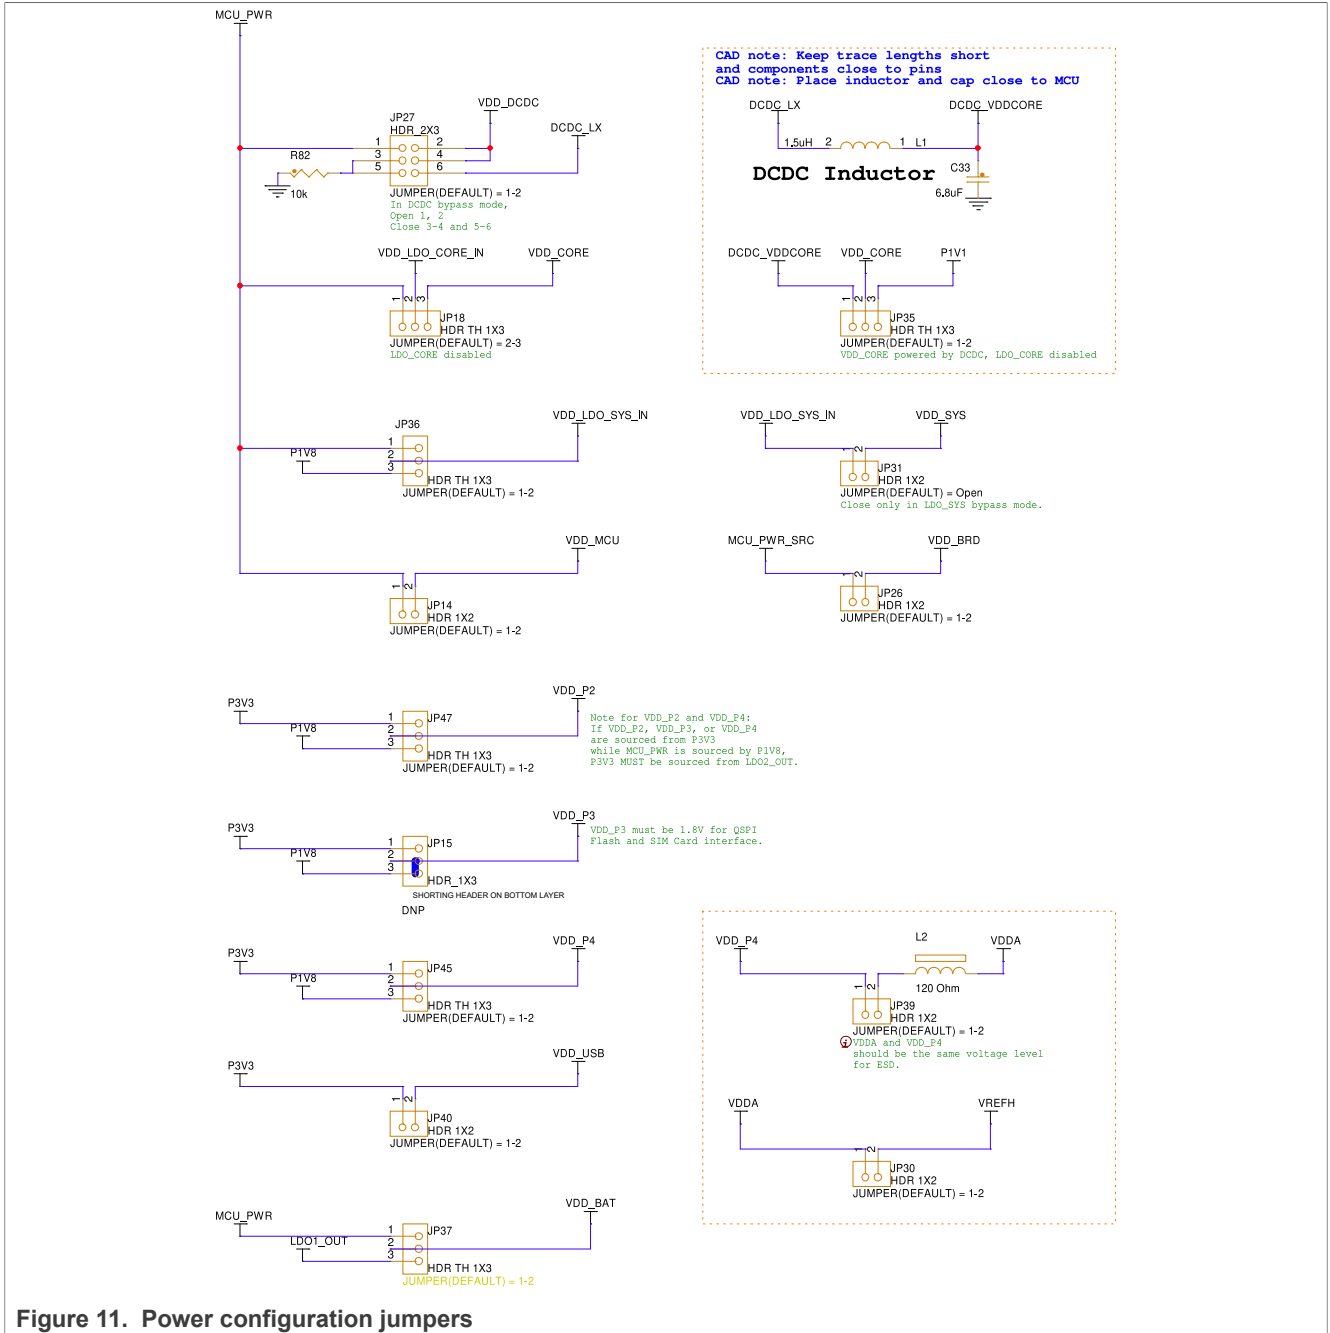 MCU_PWR
CAD note: Keep trace lengths short
and components close to pins
CAD note: Place inductor and cap close to MCU
VDD_DCDC
DCDC_LX
JP27
HDR_2X3
1 2
3 4
5 6
R82
10k
JUMPER(DEFAULT) = 1-2
In DCDC bypass mode,
Open 1, 2
Close 3-4 and 5-6
DCDC_LX
DCDC_VDDCORE
1.5uH 2 1 L1
DCDC Inductor
C33
6.8uF
VDD_LDO_CORE_IN
VDD_CORE
1 2 3
JP18
HDR TH 1X3
JUMPER(DEFAULT) = 2-3
LDO_CORE disabled
DCDC_VDDCORE
VDD_CORE
P1V1
1 2 3
JP35
HDR TH 1X3
JUMPER(DEFAULT) = 1-2
VDD_CORE powered by DCDC, LDO_CORE disabled
VDD_LDO_SYS_IN
JP36
P1V8
1
2
3
HDR TH 1X3
JUMPER(DEFAULT) = 1-2
VDD_LDO_SYS_IN
VDD_SYS
1 2
JP31
HDR 1X2
JUMPER(DEFAULT) = Open
Close only in LDO_SYS bypass mode.
VDD_MCU
1 2
JP14
HDR 1X2
JUMPER(DEFAULT) = 1-2
MCU_PWR_SRC
VDD_BRD
1 2
JP26
HDR 1X2
JUMPER(DEFAULT) = 1-2
P3V3
P1V8
VDD_P2
1
2
3
JP47
HDR TH 1X3
JUMPER(DEFAULT) = 1-2
Note for VDD_P2 and VDD_P4:
If VDD_P2, VDD_P3, or VDD_P4
are sourced from P3V3
while MCU_PWR is sourced by P1V8,
P3V3 MUST be sourced from LDO2_OUT.
P3V3
P1V8
VDD_P3
1
2
3
JP15
HDR_1X3
SHORTING HEADER ON BOTTOM LAYER
DNP
VDD_P3 must be 1.8V for QSPI
Flash and SIM Card interface.
P3V3
P1V8
VDD_P4
1
2
3
JP45
HDR TH 1X3
JUMPER(DEFAULT) = 1-2
VDD_P4
L2
VDDA
120 Ohm
1 2
JP39
HDR 1X2
JUMPER(DEFAULT) = 1-2
VDDA and VDD_P4
should be the same voltage level
for ESD.
P3V3
VDD_USB
1 2
JP40
HDR 1X2
JUMPER(DEFAULT) = 1-2
VDDA
VREFH
1 2
JP30
HDR 1X2
JUMPER(DEFAULT) = 1-2
MCU_PWR
LDO1_OUT
VDD_BAT
1
2
3
JP37
HDR TH 1X3
JUMPER(DEFAULT) = 1-2
Figure 11. Power configuration jumpers